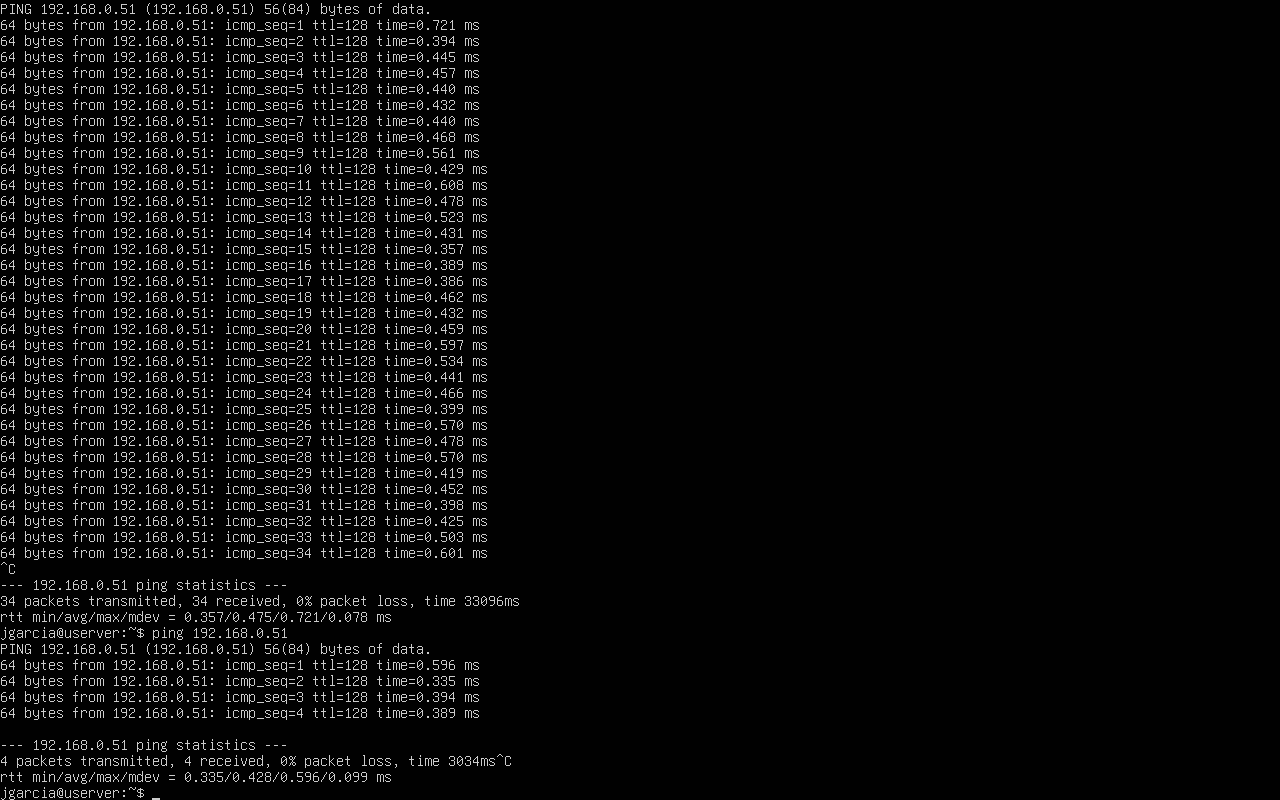 PING 192.168.0.51 (192.168.0.51) 56(84) bytes of data.
64 bytes from 192.168.0.51: icmp_seq=1 ttl=128 time=0.721 ms
64 bytes from 192.168.0.51: icmp_seq=2 ttl=128 time=0.394 ms
64 bytes from 192.168.0.51: icmp_seq=3 ttl=128 time=0.445 ms
64 bytes from 192.168.0.51: icmp_seq=4 ttl=128 time=0.457 ms
64 bytes from 192.168.0.51: icmp_seq=5 ttl=128 time=0.440 ms
64 bytes from 192.168.0.51: icmp_seq=6 ttl=128 time=0.432 ms
64 bytes from 192.168.0.51: icmp_seq=7 ttl=128 time=0.440 ms
64 bytes from 192.168.0.51: icmp_seq=8 ttl=128 time=0.468 ms
64 bytes from 192.168.0.51: icmp_seq=9 ttl=128 time=0.561 ms
64 bytes from 192.168.0.51: icmp_seq=10 ttl=128 time=0.429 ms
64 bytes from 192.168.0.51: icmp_seq=11 ttl=128 time=0.608 ms
64 bytes from 192.168.0.51: icmp_seq=12 ttl=128 time=0.478 ms
64 bytes from 192.168.0.51: icmp_seq=13 ttl=128 time=0.523 ms
64 bytes from 192.168.0.51: icmp_seq=14 ttl=128 time=0.431 ms
64 bytes from 192.168.0.51: icmp_seq=15 ttl=128 time=0.357 ms
64 bytes from 192.168.0.51: icmp_seq=16 ttl=128 time=0.389 ms
64 bytes from 192.168.0.51: icmp_seq=17 ttl=128 time=0.386 ms
64 bytes from 192.168.0.51: icmp_seq=18 ttl=128 time=0.462 ms
64 bytes from 192.168.0.51: icmp_seq=19 ttl=128 time=0.432 ms
64 bytes from 192.168.0.51: icmp_seq=20 ttl=128 time=0.459 ms
64 bytes from 192.168.0.51: icmp_seq=21 ttl=128 time=0.597 ms
64 bytes from 192.168.0.51: icmp_seq=22 ttl=128 time=0.534 ms
64 bytes from 192.168.0.51: icmp_seq=23 ttl=128 time=0.441 ms
64 bytes from 192.168.0.51: icmp_seq=24 ttl=128 time=0.466 ms
64 bytes from 192.168.0.51: icmp_seq=25 ttl=128 time=0.399 ms
64 bytes from 192.168.0.51: icmp_seq=26 ttl=128 time=0.570 ms
64 bytes from 192.168.0.51: icmp_seq=27 ttl=128 time=0.478 ms
64 bytes from 192.168.0.51: icmp_seq=28 ttl=128 time=0.570 ms
64 bytes from 192.168.0.51: icmp_seq=29 ttl=128 time=0.419 ms
64 bytes from 192.168.0.51: icmp_seq=30 ttl=128 time=0.452 ms
64 bytes from 192.168.0.51: icmp_seq=31 ttl=128 time=0.398 ms
64 bytes from 192.168.0.51: icmp_seq=32 ttl=128 time=0.425 ms
64 bytes from 192.168.0.51: icmp_seq=33 ttl=128 time=0.503 ms
64 bytes from 192.168.0.51: icmp_seq=34 ttl=128 time=0.601 ms
^C
--- 192.168.0.51 ping statistics ---
34 packets transmitted, 34 received, 0% packet loss, time 33096ms
rtt min/avg/max/mdev = 0.357/0.475/0.721/0.078 ms
jgarcia@userver:~$ ping 192.168.0.51
PING 192.168.0.51 (192.168.0.51) 56(84) bytes of data.
64 bytes from 192.168.0.51: icmp_seq=1 ttl=128 time=0.596 ms
64 bytes from 192.168.0.51: icmp_seq=2 ttl=128 time=0.335 ms
64 bytes from 192.168.0.51: icmp_seq=3 ttl=128 time=0.394 ms
64 bytes from 192.168.0.51: icmp_seq=4 ttl=128 time=0.389 ms
--- 192.168.0.51 ping statistics ---
4 packets transmitted, 4 received, 0% packet loss, time 3034ms^C
rtt min/avg/max/mdev = 0.335/0.428/0.596/0.099 ms
jgarcia@userver:~$ _